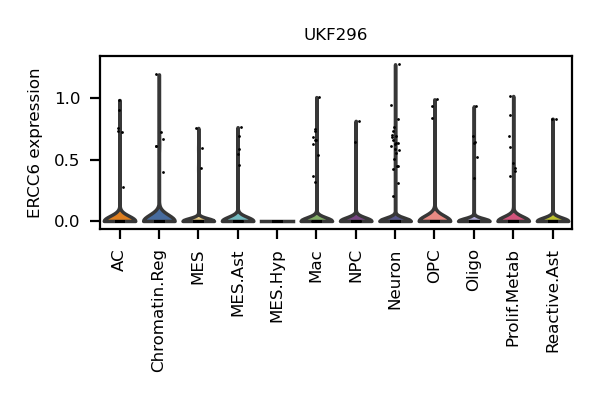 UKF296
ERCC6 expression
1.0
0.5
0.0
AC
Chromatin.Reg
MES
MES.Ast
MES.Hyp
Mac
NPC
Neuron
OPC
Oligo
Prolif.Metab
Reactive.Ast